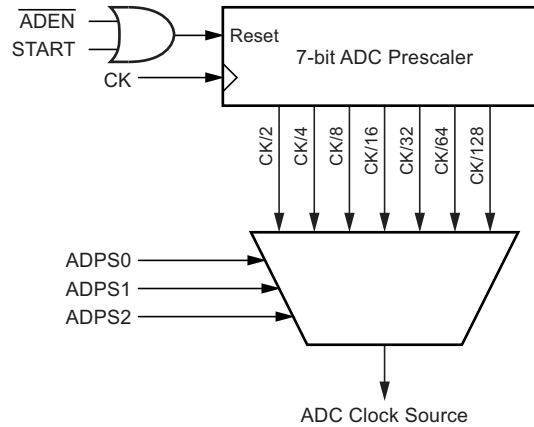 ADEN
START
CK
Reset
7-bit ADC Prescaler
CK/2
CK/4
CK/8
CK/16
CK/32
CK/64
CK/128
ADPS0
ADPS1
ADPS2
ADC Clock Source